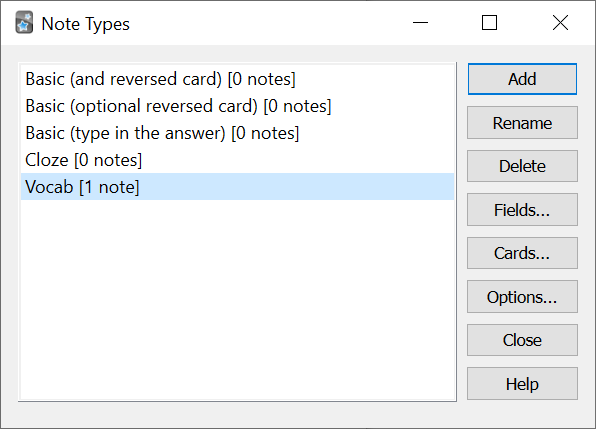 Note Types
Basic (and reversed card) [0 notes]
Basic (optional reversed card) [0 notes]
Basic (type in the answer) [0 notes]
Cloze [0 notes]
Vocab [1 note]
Add
Rename
Delete
Fields...
Cards...
Options...
Close
Help